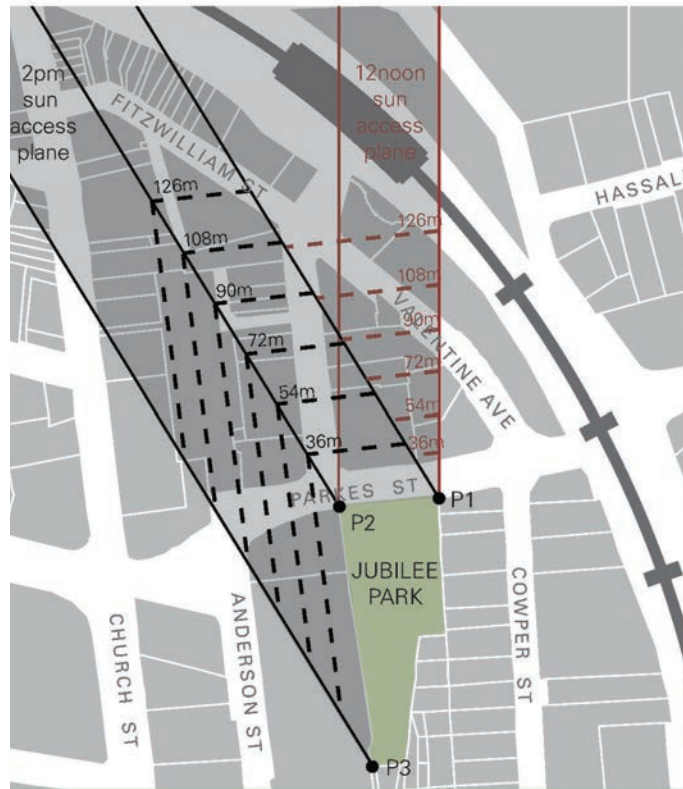 2pm
sun
access
plane
12noon
sun
access
plane
FITZWILLIAM ST
HASSALL
126m
126m
108m
108m
90m
90m
VALENTINE AVE
72m
72m
54m
54m
36m
36m
PARKES ST
P1
P2
JUBILEE
PARK
CHURCH ST
ANDERSON ST
COWPER ST
P3